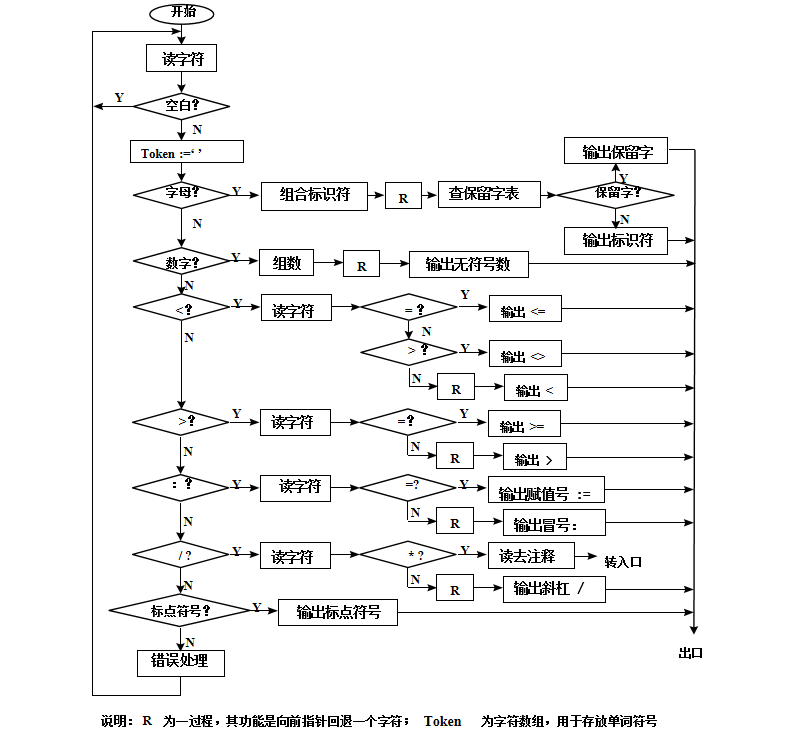 开始
读字符
空白？
Y
N
Token :=‘ ’
字母？
Y
组合标识符
R
查保留字表
保留字？
Y
输出保留字
N
输出标识符
N
数字？
Y
组数
R
输出无符号数
N
<？
Y
读字符
=？
Y
输出 <=
N
>？
Y
输出 <>
N
R
输出 <
N
>？
Y
读字符
=？
Y
输出 >=
N
R
输出 >
N
：？
Y
读字符
=?
Y
输出赋值号 :=
N
R
输出冒号：
N
/ ?
Y
读字符
* ?
Y
读去注释
转入口
N
R
输出斜杠 /
N
标点符号？
Y
输出标点符号
N
错误处理
出口
说明： R 为一过程，其功能是向前指针回退一个字符； Token 为字符数组，用于存放单词符号